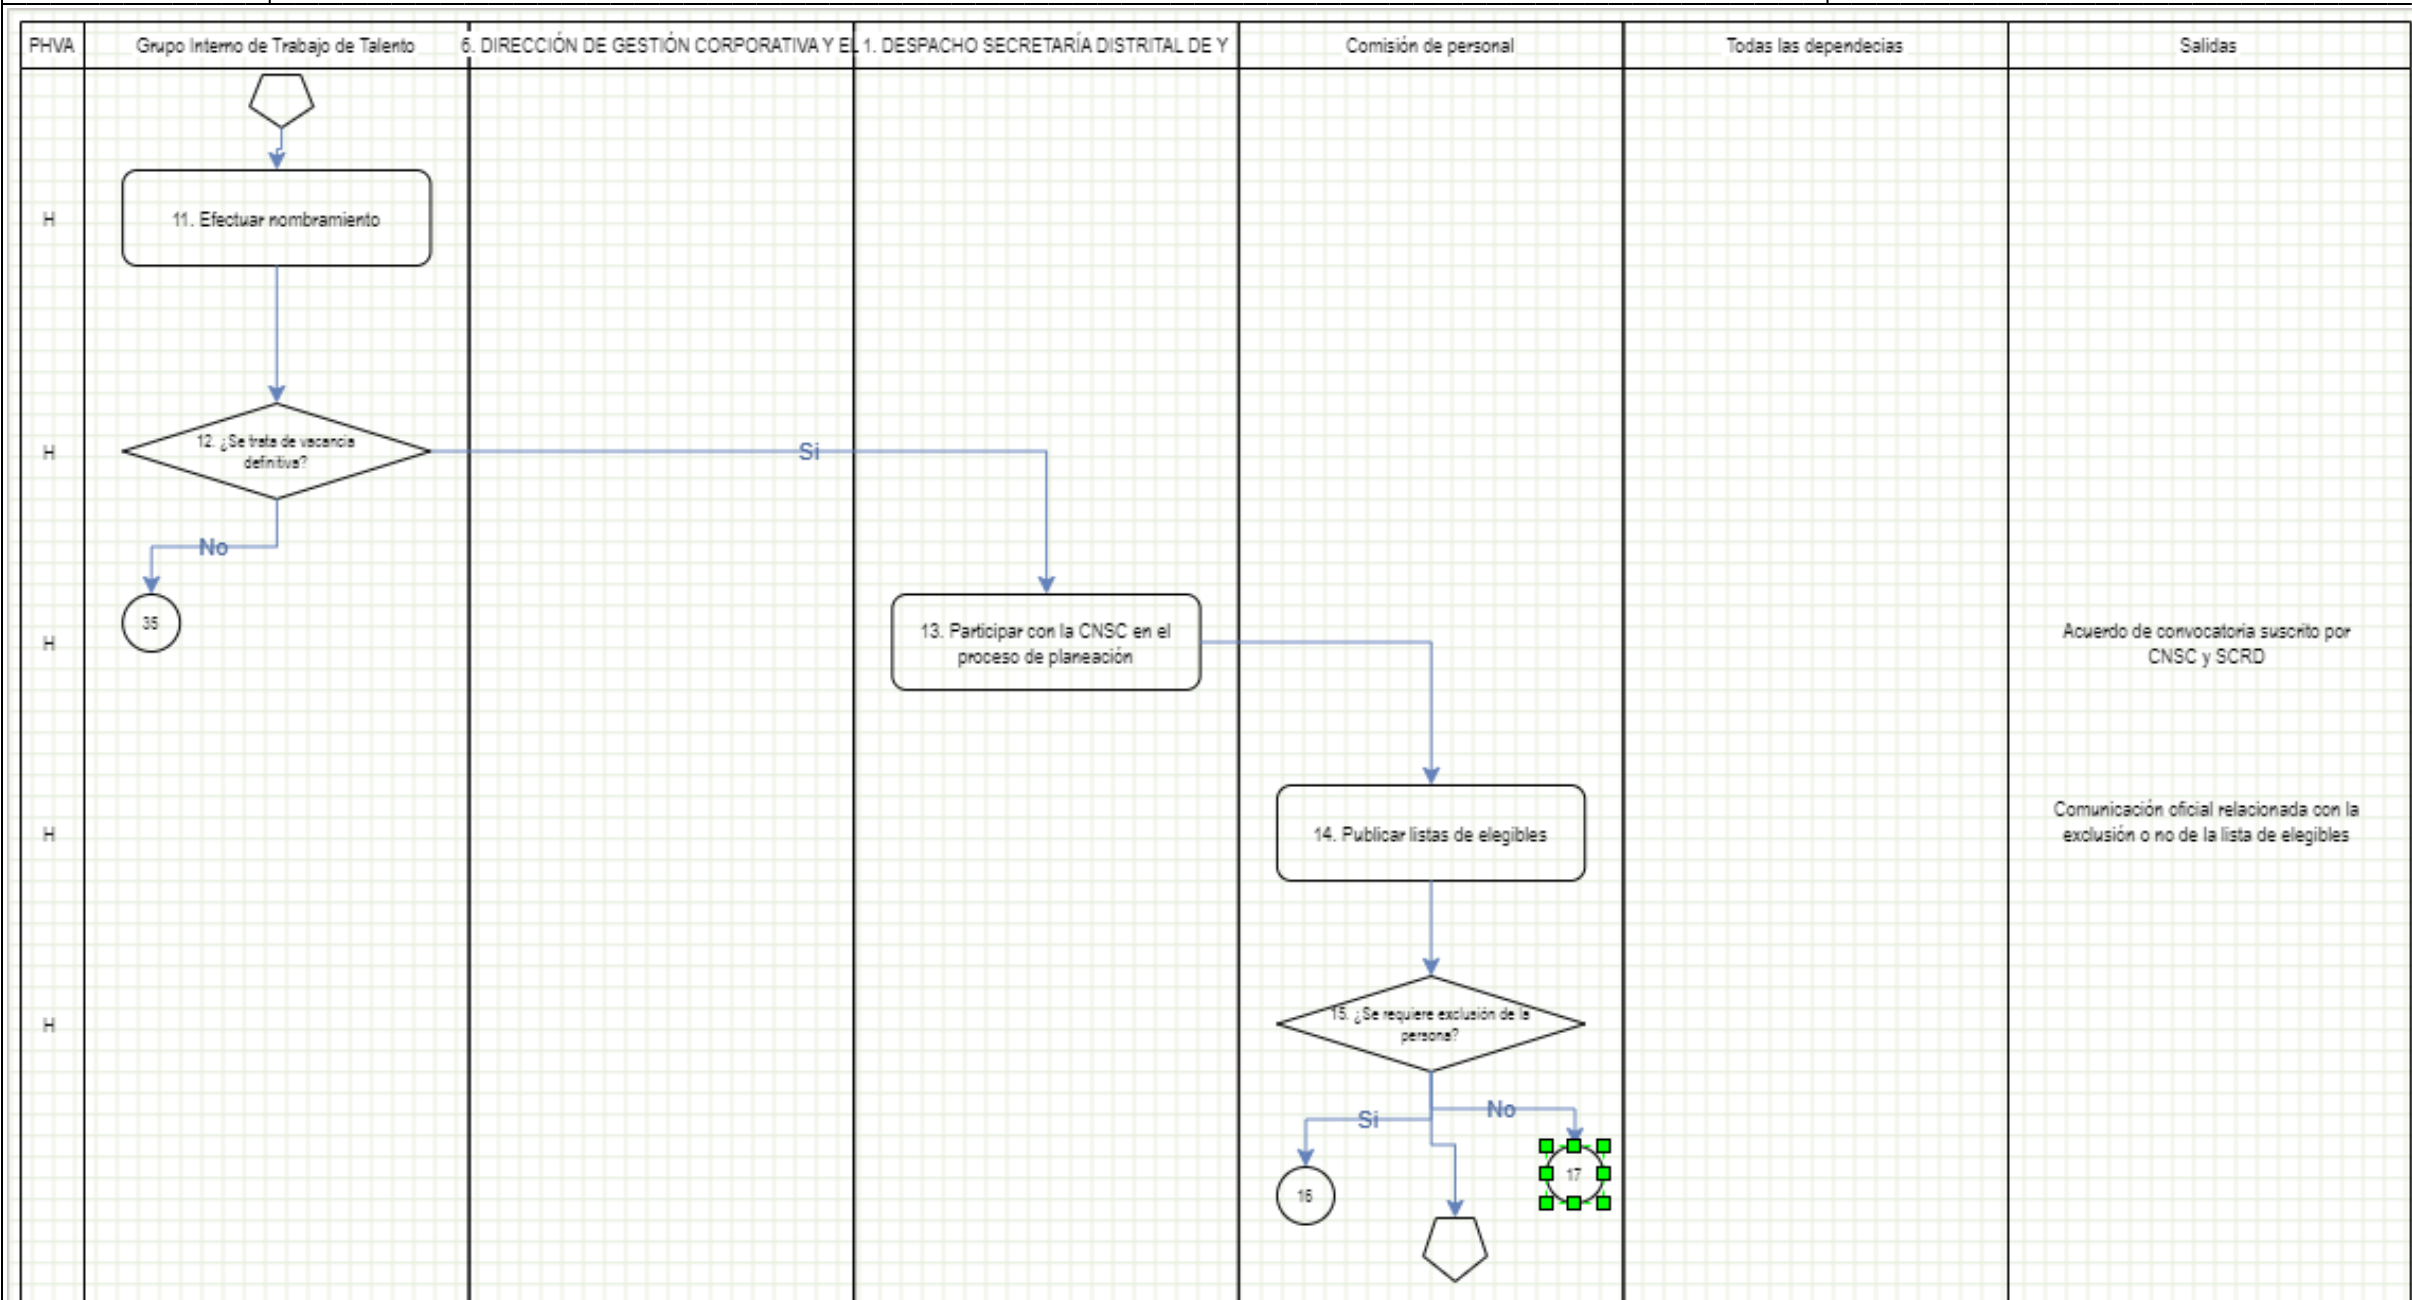 PHVA
Grupo Interno de Trabajo de Talento
6. DIRECCIÓN DE GESTIÓN CORPORATIVA Y EL
1. DESPACHO SECRETARÍA DISTRITAL DE Y
Comisión de personal
Todas las dependecias
Salidas
H
11. Efectuar nombramiento
H
12. ¿Se trata de vacancia
definitiva?
Si
No
35
H
13. Participar con la CNSC en el
proceso de planeación
Acuerdo de convocatoria suscrito por
CNSC y SCRD
H
14. Publicar listas de elegibles
Comunicación oficial relacionada con la
exclusión o no de la lista de elegibles
H
15. ¿Se requiere exclusión de la
persona?
Si
No
16
17